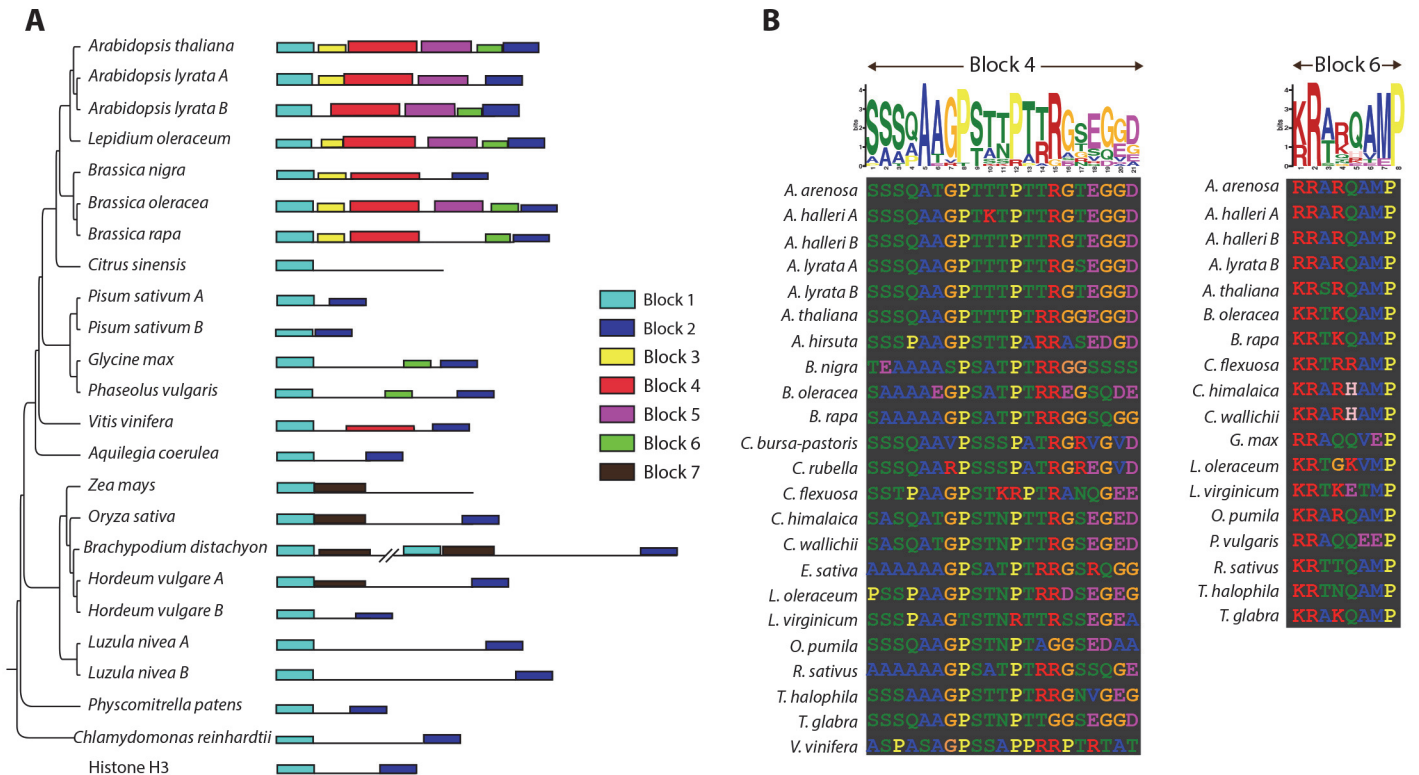 A
Arabidopsis thaliana
Arabidopsis lyrata A
Arabidopsis lyrata B
Lepidium oleraceum
Brassica nigra
Brassica oleracea
Brassica rapa
Citrus sinensis
Pisum sativum A
Pisum sativum B
Glycine max
Phaseolus vulgaris
Vitis vinifera
Aquilegia coerulea
Zea mays
Oryza sativa
Brachypodium distachyon
Hordeum vulgare A
Hordeum vulgare B
Luzula nivea A
Luzula nivea B
Physcomitrella patens
Chlamydomonas reinhardtii
Histone H3
Block 1
Block 2
Block 3
Block 4
Block 5
Block 6
Block 7
B
Block 4
bits
A. arenosa SSSQATGPTTTPTTRGTEGGD
A. halleri A SSSQAAGPTKTPTTRGTEGGD
A. halleri B SSSQAAGPTTTPTTRGTEGGD
A. lyrata A SSSQAAGPTTTPTTRGSEGGD
A. lyrata B SSSQAAGPTTTPTTRGTEGGD
A. thaliana SSSQAAGPTTTPTRRGGEGGD
A. hirsuta SSSPAAGPSTTPARRASEDGD
B. nigra TEAAAASPSATPTRRGGSSSS
B. oleracea SAAAAEGPSATPTRREGSQDE
B. rapa SAAAAAGPSATPTRRGGSQGG
C. bursa-pastoris SSSQAAVPSSSPATRGRVGVD
C. rubella SSSQAARPSSSPATRGREGVD
C. flexuosa SSTPAAGPSTKRPTRANQGEE
C. himalaica SASQATGPSTNPTTRGSEGED
C. wallichii SASQATGPSTNPTTRGSEGED
E. sativa AAAAAAGPSATPTRRGSRQGG
L. oleraceum PSSPAAGPSTNPTRRDSEGEG
L. virginicum SSSPAAGTSTNRTTRSSEGEA
O. pumila SSSQAAGPSTNPTAGGSEDAA
R. sativus AAAAAAGPSATPTRRGSSQGE
T. halophila SSSAAAGPSTTPTRRGNVGEG
T. glabra SSSQAAGPSTNPTTGGSEGGD
V. vinifera ASPASAGPSSAPPRRPTRTAT
Block 6
bits
A. arenosa RRARQAMP
A. halleri A RRARQAMP
A. halleri B RRARQAMP
A. lyrata B RRARQAMP
A. thaliana KRSRQAMP
B. oleracea KRTKQAMP
B. rapa KRTKQAMP
C. flexuosa KRTRRAMP
C. himalaica KRARHAMP
C. wallichii KRARHAMP
G. max RRAQQVEP
L. oleraceum KRTGKVMP
L. virginicum KRTKETMP
O. pumila KRARQAMP
P. vulgaris RRAQQEEP
R. sativus KRTTQAMP
T. halophila KRTNQAMP
T. glabra KRAKQAMP